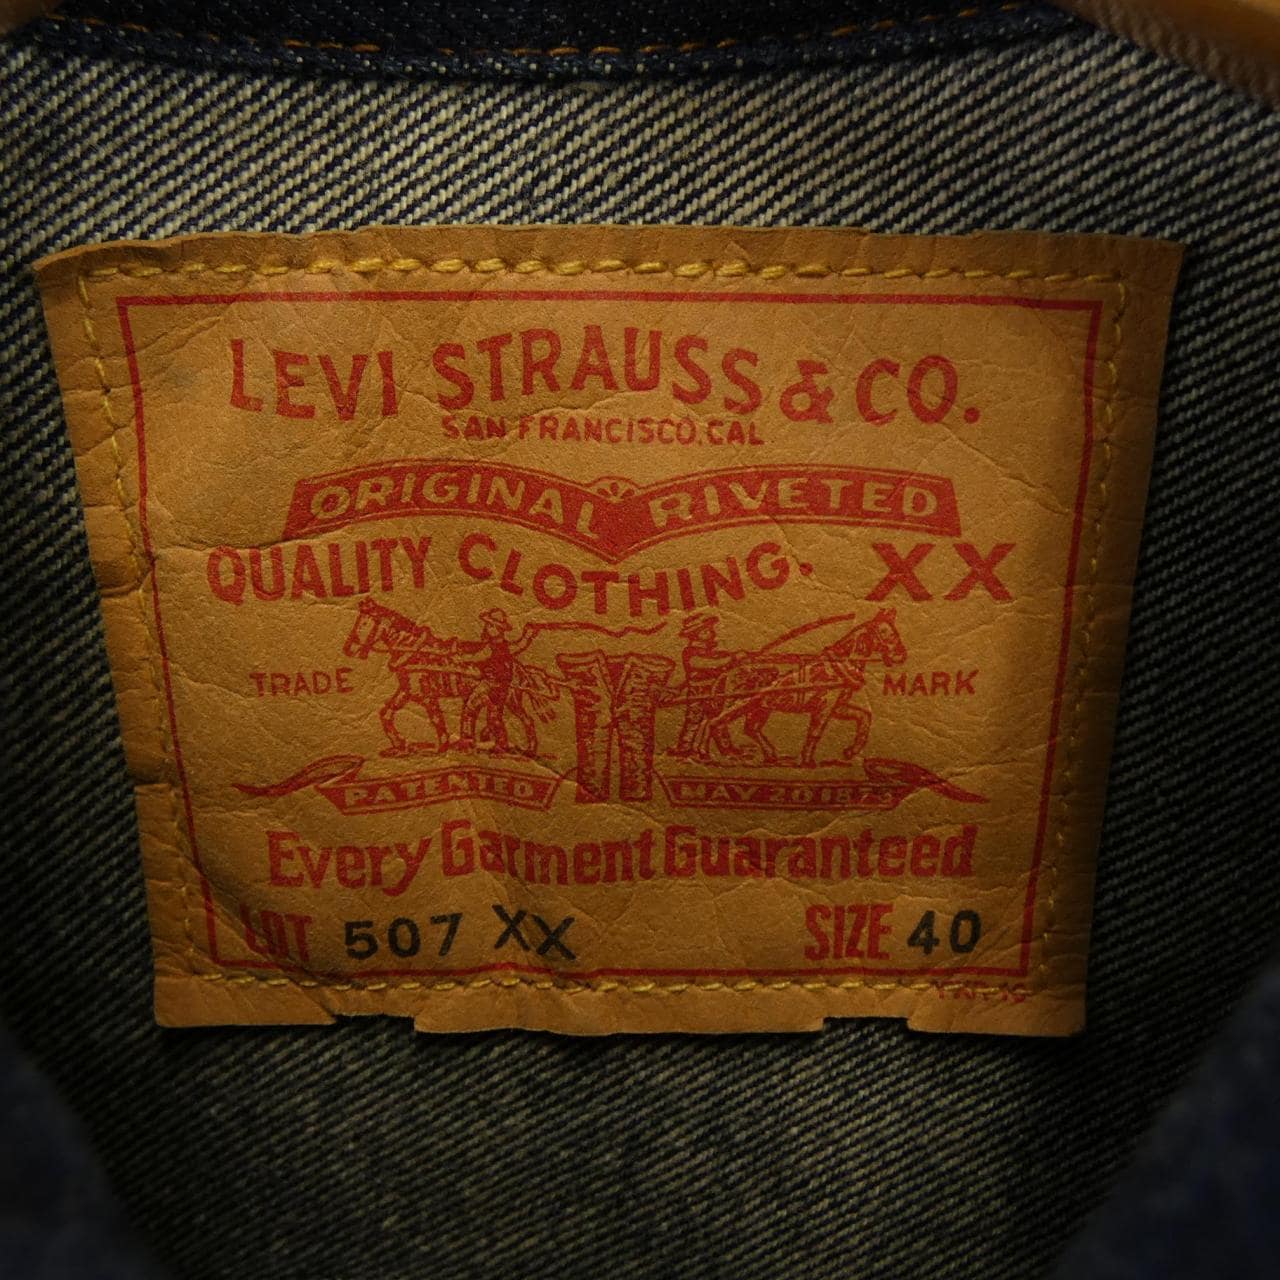 LEVI STRAUSS & CO.
SAN FRANCISCO, CAL
ORIGINAL RIVETED
QUALITY CLOTHING. XX
TRADE MARK
PATENTED MAY 20 1873
Every Garment Guaranteed
LOT 507 XX SIZE 40